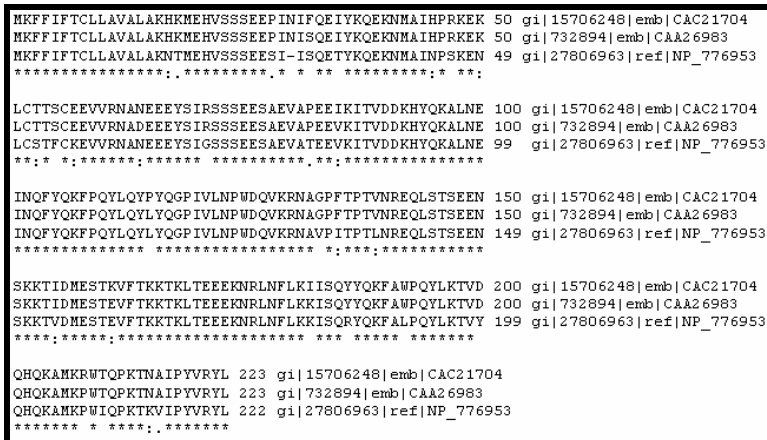 MKFFIFTCLLAVALAKHKMEHVSSSEEPINIFQEIYKQEKNMAIHPRKEK 50 gi|15706248|emb|CAC21704
MKFFIFTCLLAVALAKHKMEHVSSSEEPINIFQEIYKQEKNMAIHPRKEK 50 gi|732894|emb|CAA26983
MKFFIFTCLLAVALAKNTMEHVSSSEESI-ISQETYKQEKNMAINPSKEN 49 gi|27806963|ref|NP_776953
****************:.*********.* * ** *********:* **:
LCTTSCEEVVRNANEEEYSIRSSSEESAEVAPEEIKITVDDKHYQKALNE 100 gi|15706248|emb|CAC21704
LCTTSCEEVVRNADEEEYSIRSSSEESAEVAPEEVKITVDDKHYQKALNE 100 gi|732894|emb|CAA26983
LCSTFCKEVVRNANEEEYSIGSSSEESAEVATEEVKITVDDKHYQKALNE 99 gi|27806963|ref|NP_776953
**:* *:******:****** **********.**:***************
INQFYQKFPQYLQYPYQGPIVLNPWDQVKRNAGPFTPTVNREQLSTSEEN 150 gi|15706248|emb|CAC21704
INQFYQKFPQYLQYLYQGPIVLNPWDQVKRNAGPFTPTVNREQLSTSEEN 150 gi|732894|emb|CAA26983
INQFYQKFPQYLQYLYQGPIVLNPWDQVKRNAVPITPTLNREQLSTSEEN 149 gi|27806963|ref|NP_776953
************** ***************** *:***:***********
SKKTIDMESTKVFTKKTKLTEEEKNRLNFLKIISQYYQKFAWPQYLKTVD 200 gi|15706248|emb|CAC21704
SKKTIDMESTEVFTKKTKLTEEEKNRLNFLKIISQYYQKFAWPQYLKTVD 200 gi|732894|emb|CAA26983
SKKTVDMESTEVFTKKTKLTEEEKNRLNFLKKISQRYQKFALPQYLKTVY 199 gi|27806963|ref|NP_776953
****:*****:******************** *** ***** *******
QHQKAMKRWTQPKTNAIPYVRYL 223 gi|15706248|emb|CAC21704
QHQKAMKPWTQPKTNAIPYVRYL 223 gi|732894|emb|CAA26983
QHQKAMKPWIQPKTKVIPYVRYL 222 gi|27806963|ref|NP_776953
******* * ****:.*******